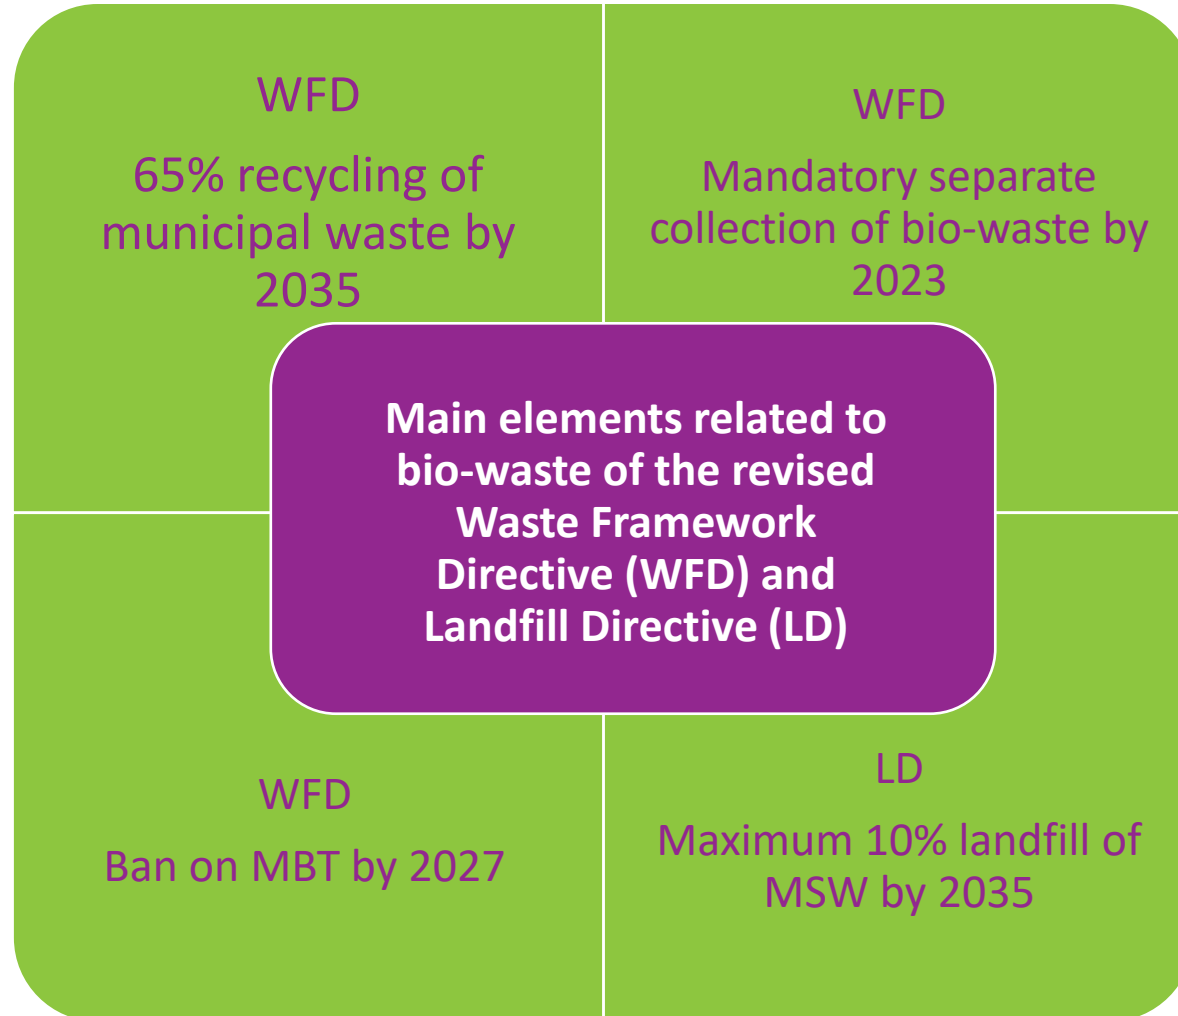 WFD
65% recycling of
municipal waste by
2035
WFD
Mandatory separate
collection of bio-waste by
2023
Main elements related to
bio-waste of the revised
Waste Framework
Directive (WFD) and
Landfill Directive (LD)
WFD
Ban on MBT by 2027
LD
Maximum 10% landfill of
MSW by 2035